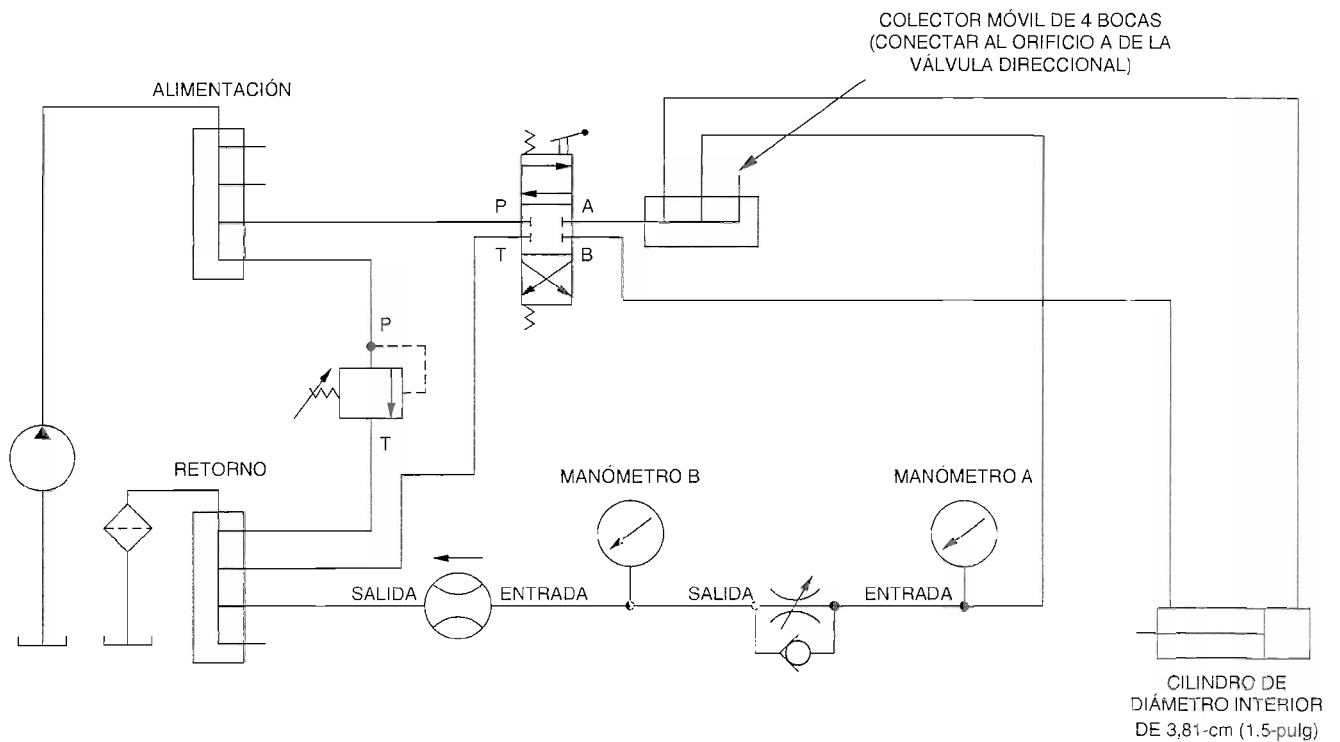 COLECTOR MÓVIL DE 4 BOCAS
(CONECTAR AL ORIFICIO A DE LA
VÁLVULA DIRECCIONAL)
ALIMENTACIÓN
P
A
T
B
P
T
RETORNO
MANÓMETRO B
MANÓMETRO A
SALIDA
ENTRADA
SALIDA
ENTRADA
CILINDRO DE
DIÁMETRO INTERIOR
DE 3,81-cm (1.5-pulg)